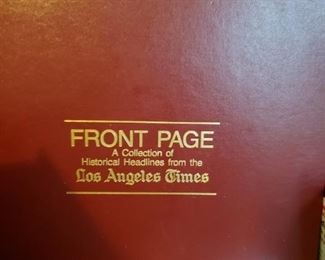 FRONT PAGE
A Collection of
Historical Headlines from the
Los Angeles Times